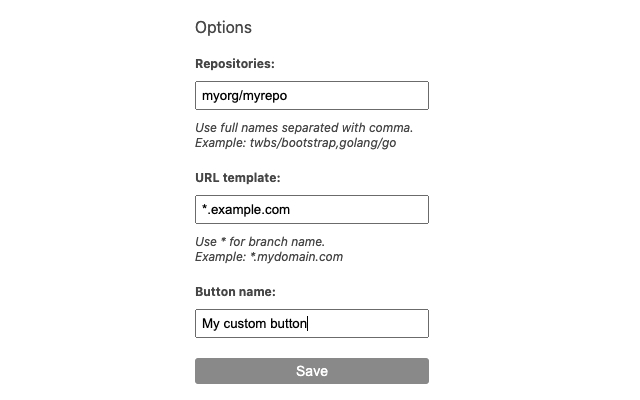 Options
Repositories:
myorg/myrepo
Use full names separated with comma.
Example: twbs/bootstrap,golang/go
URL template:
*.example.com
Use * for branch name.
Example: *.mydomain.com
Button name:
My custom button
Save